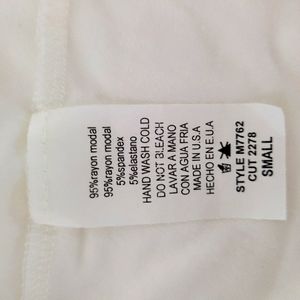 95%rayon modal
95%rayon modal
5%spandex
5%elastano
HAND WASH COLD
DO NOT BLEACH
LAVAR A MANO
CON AGUA FRIA
MADE IN U.S.A
HECHO EN E.U.A
STYLE M7762
CUT 2278
SMALL